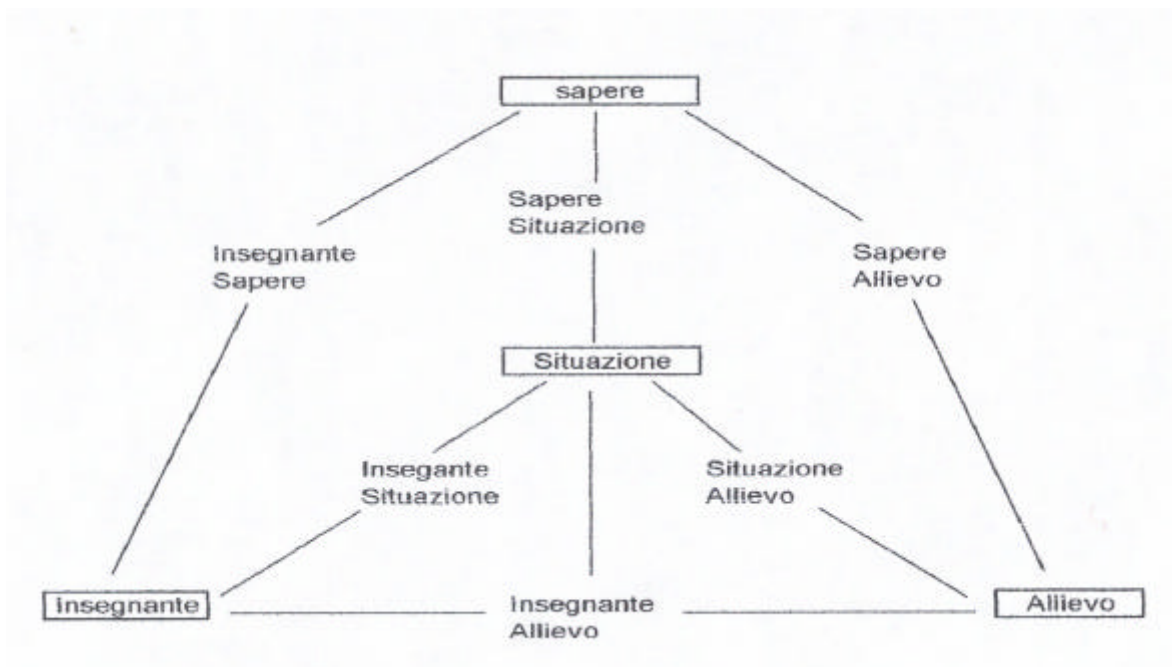 sapere
Sapere
Situazione
Insegnante
Sapere
Sapere
Allievo
Situazione
Insegante
Situazione
Situazione
Allievo
insegnante
Insegnante
Allievo
Allievo